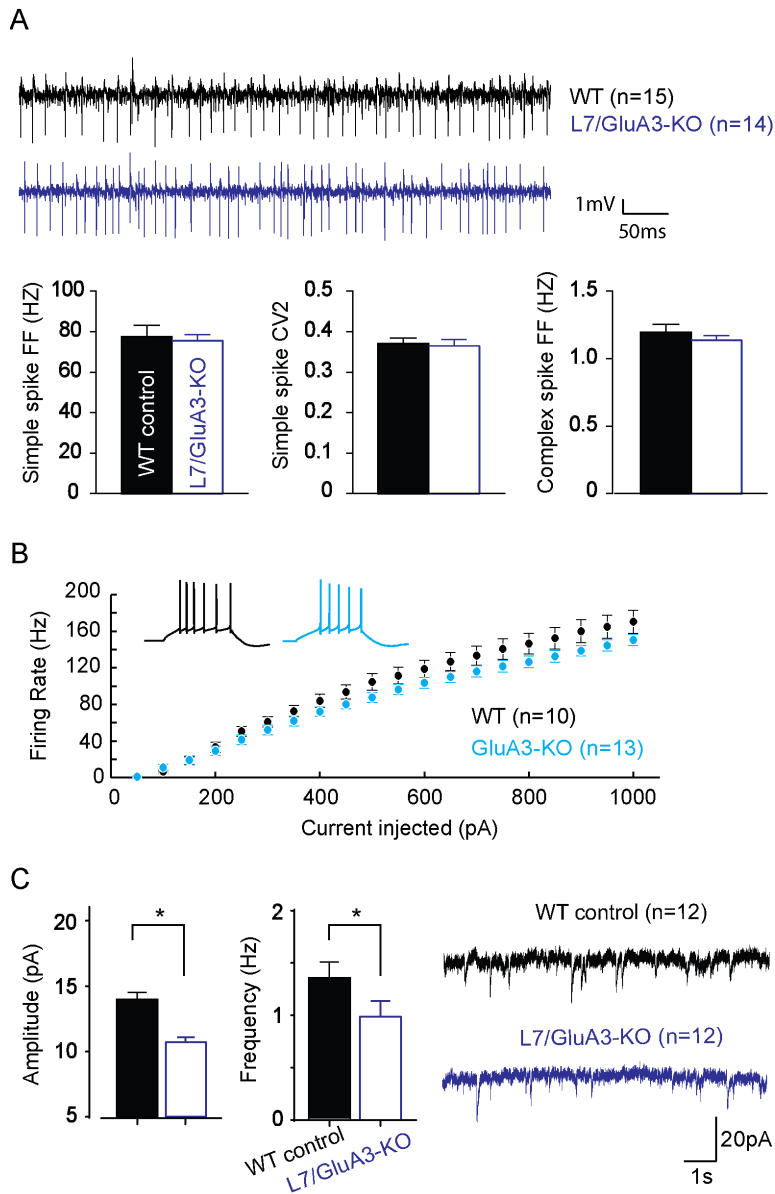 A
WT (n=15)
L7/GluA3-KO (n=14)
1mV
50ms
Simple spike FF (HZ)
100
80
60
40
20
0
WT control
L7/GluA3-KO
Simple spike CV2
0.5
0.4
0.3
0.2
0.1
0
Complex spike FF (HZ)
1.5
1.0
0.5
0
B
Firing Rate (Hz)
200
160
120
80
40
0
WT (n=10)
GluA3-KO (n=13)
0 200 400 600 800 1000
Current injected (pA)
C
Amplitude (pA)
20
15
10
5
*
Frequency (Hz)
2
1
0
*
WT control
L7/GluA3-KO
WT control (n=12)
L7/GluA3-KO (n=12)
20pA
1s